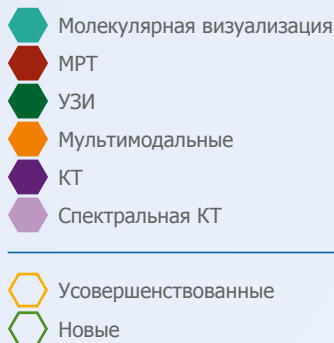 Молекулярная визуализация
МРТ
УЗИ
Мультимодальные
КТ
Спектральная КТ
Усовершенствованные
Новые